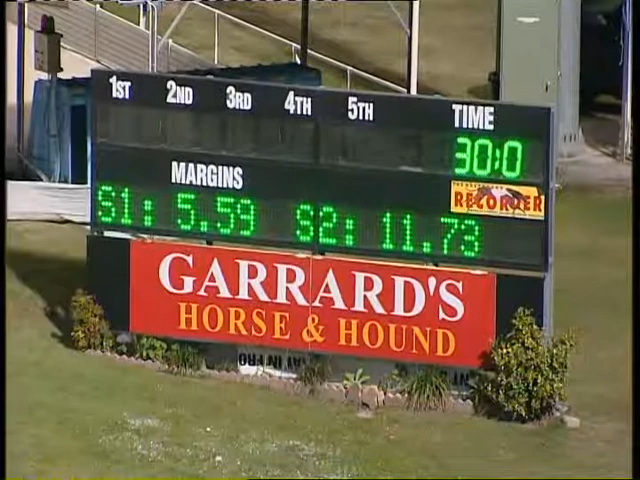 1ST 2ND 3RD 4TH 5TH TIME
30:0
MARGINS
RECORDER
S1: 5.59 S2: 11.73
GARRARD'S
HORSE & HOUND